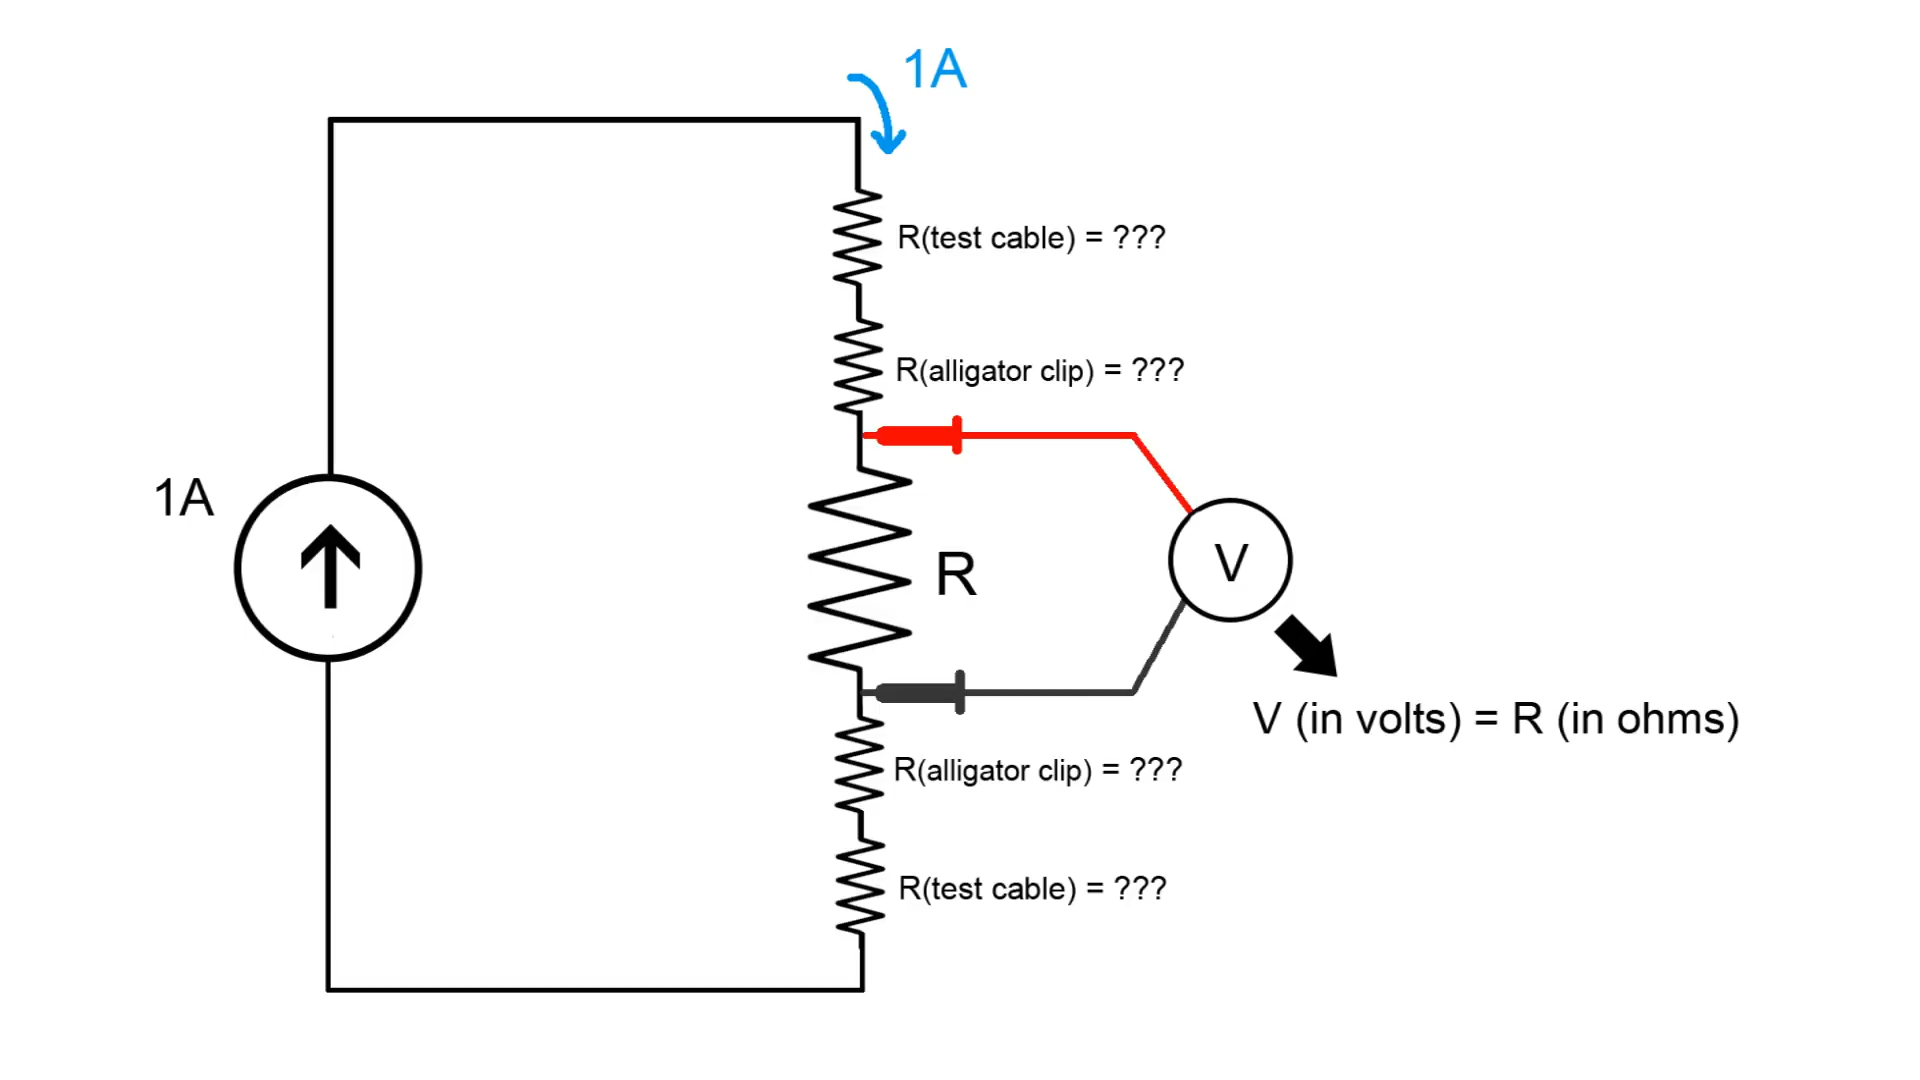 1A
R(test cable) = ???
R(alligator clip) = ???
1A
R
V
V (in volts) = R (in ohms)
R(alligator clip) = ???
R(test cable) = ???